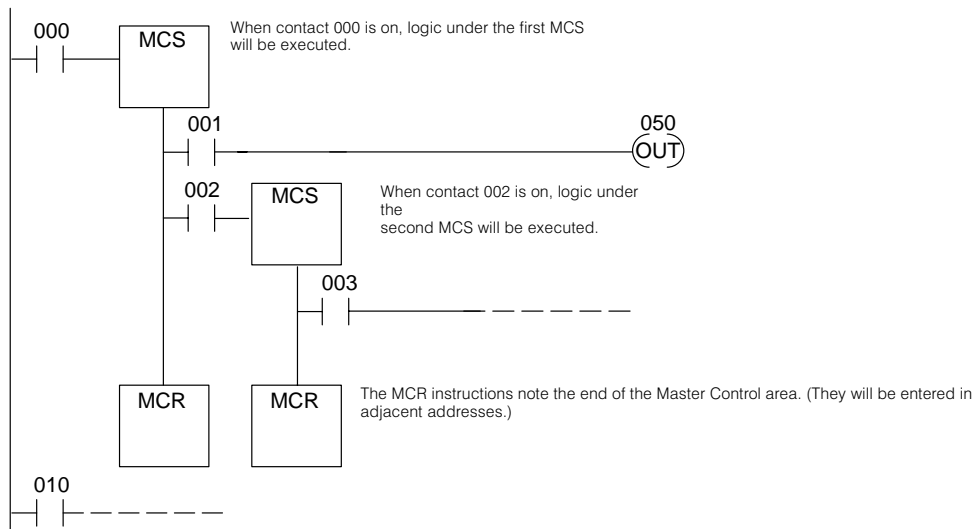 000
MCS
When contact 000 is on, logic under the first MCS
will be executed.
001
050
OUT
002
MCS
When contact 002 is on, logic under
the
second MCS will be executed.
003
MCR
MCR
The MCR instructions note the end of the Master Control area. (They will be entered in
adjacent addresses.)
010